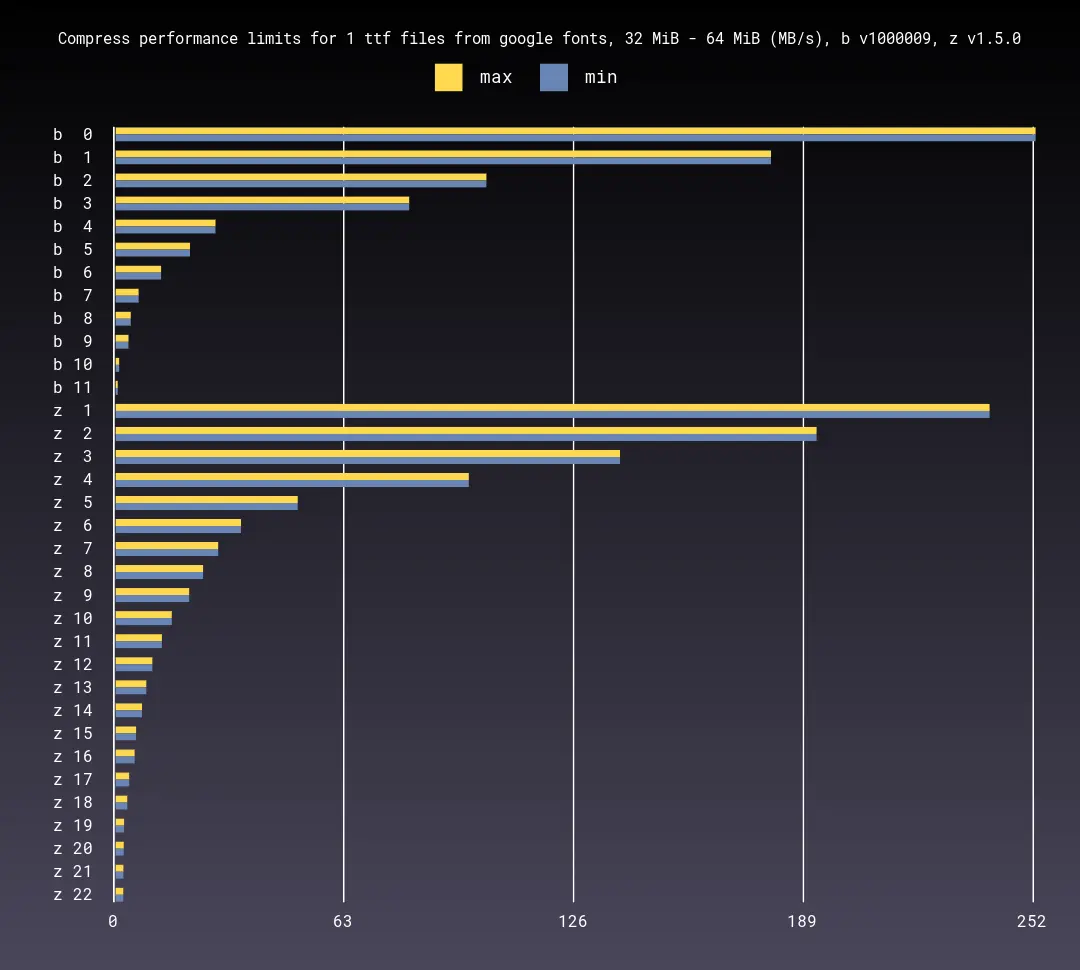 Compress performance limits for 1 ttf files from google fonts, 32 MiB - 64 MiB (MB/s), b v1000009, z v1.5.0
max min
b 0
b 1
b 2
b 3
b 4
b 5
b 6
b 7
b 8
b 9
b 10
b 11
z 1
z 2
z 3
z 4
z 5
z 6
z 7
z 8
z 9
z 10
z 11
z 12
z 13
z 14
z 15
z 16
z 17
z 18
z 19
z 20
z 21
z 22
0 63 126 189 252